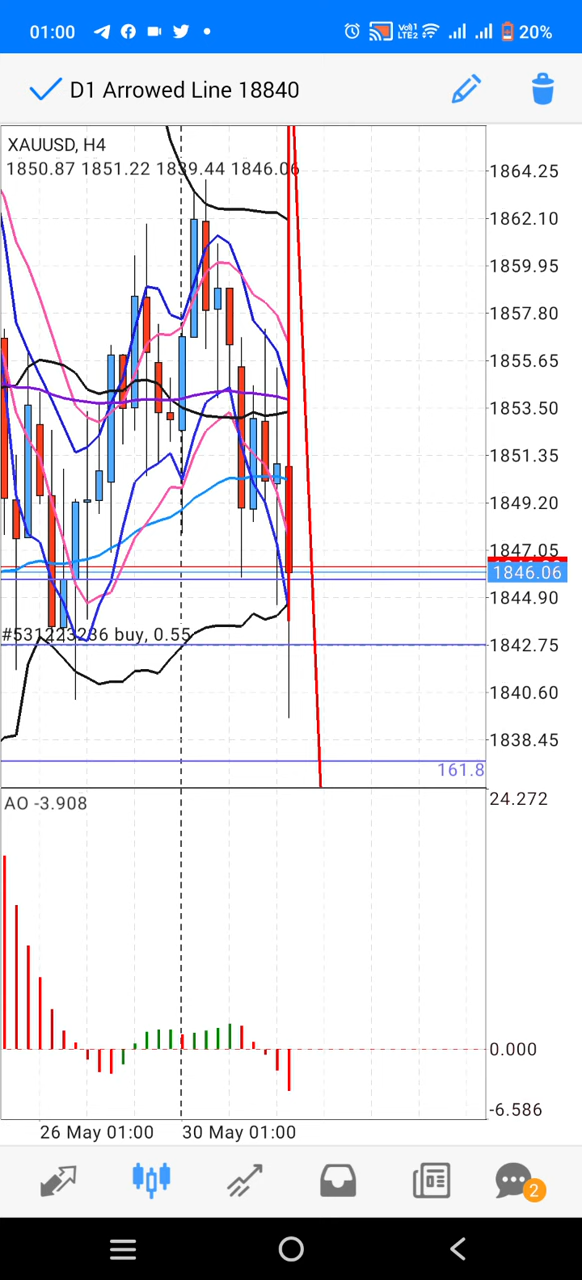 01:00 Vol) 1 LTE2 20%
D1 Arrowed Line 18840
XAUUSD, H4
1850.87 1851.22 1839.44 1846.06
1864.25
1862.10
1859.95
1857.80
1855.65
1853.50
1851.35
1849.20
1847.05
1846.06
1844.90
#531223236 buy, 0.55
1842.75
1840.60
1838.45
161.8
AO -3.908
24.272
0.000
-6.586
26 May 01:00 30 May 01:00
2